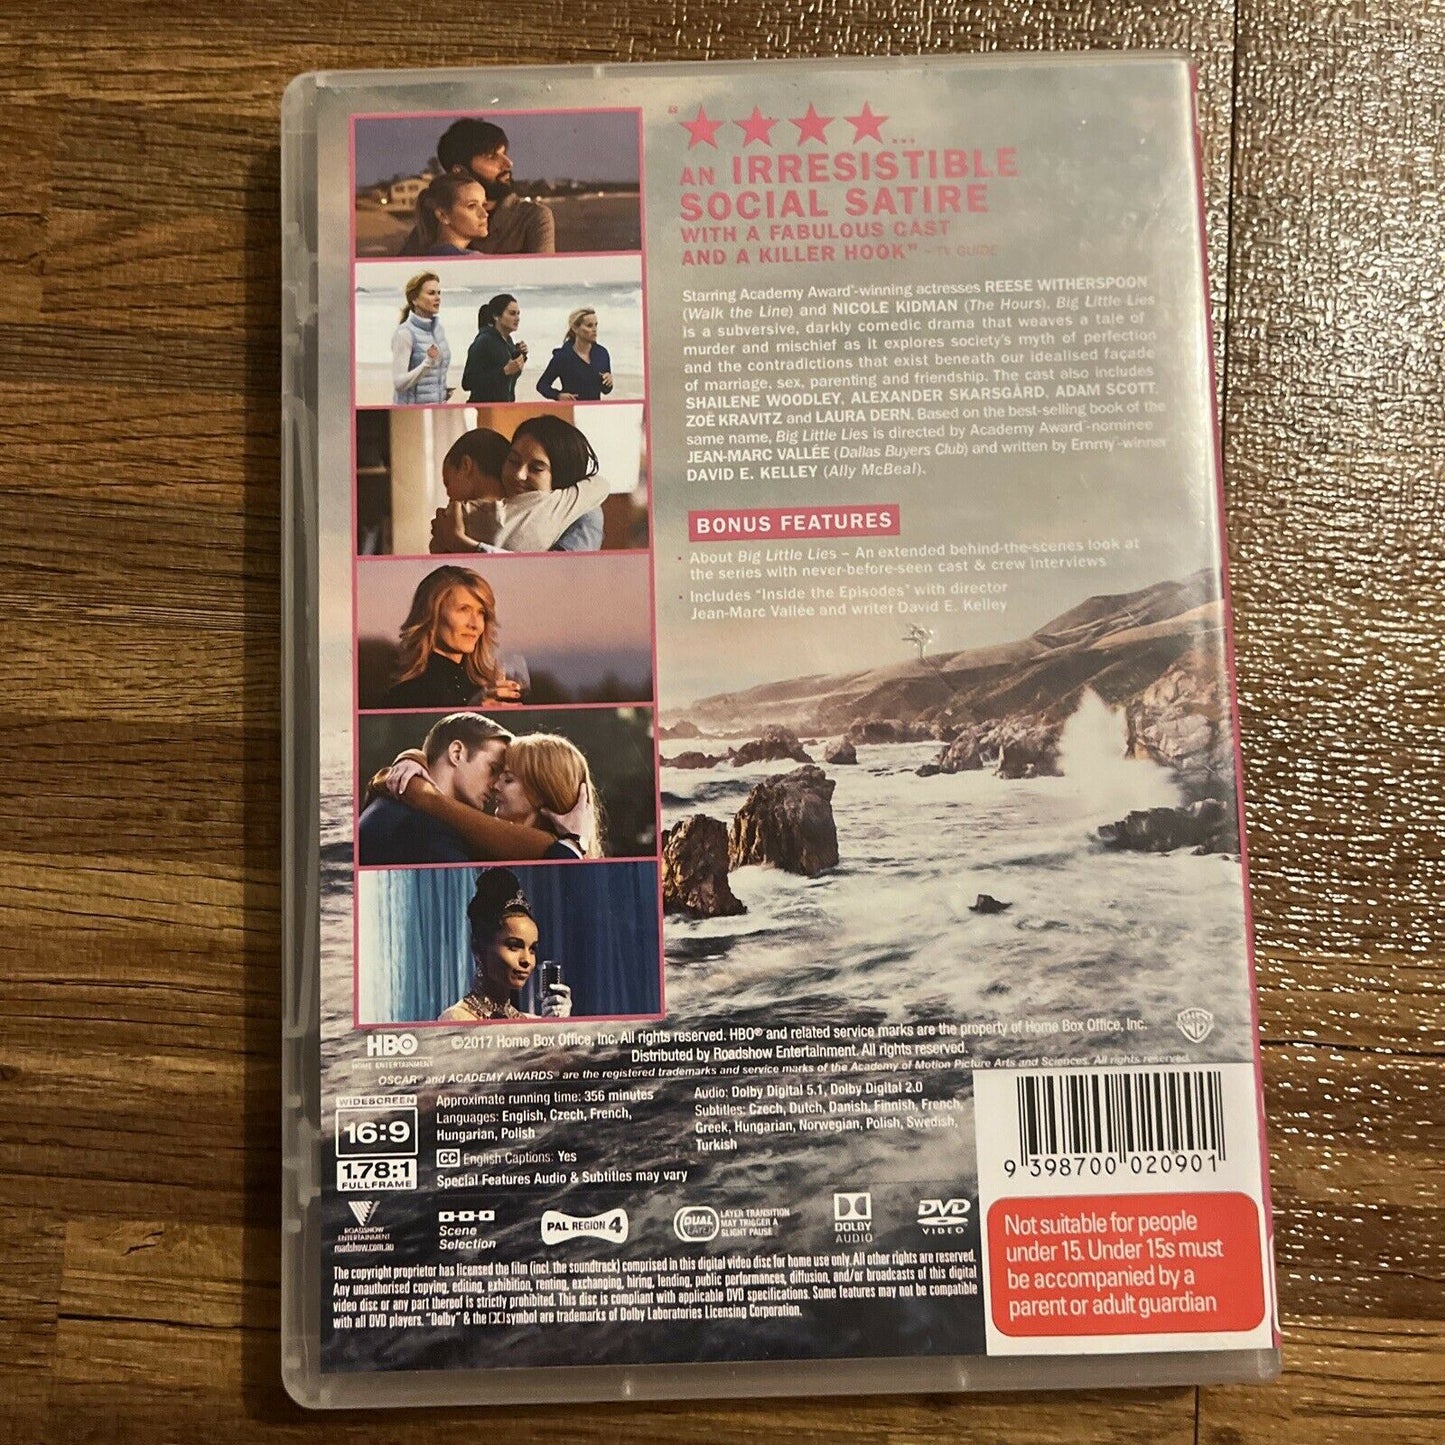 “★★★★...
AN IRRESISTIBLE
SOCIAL SATIRE
WITH A FABULOUS CAST
AND A KILLER HOOK” – TV GUIDE
Starring Academy Award®-winning actresses REESE WITHERSPOON
(Walk the Line) and NICOLE KIDMAN (The Hours). Big Little Lies
is a subversive, darkly comedic drama that weaves a tale of
murder and mischief as it explores society’s myth of perfection
and the contradictions that exist beneath our idealised façade
of marriage, sex, parenting and friendship. The cast also includes
SHAILENE WOODLEY, ALEXANDER SKARSGÅRD, ADAM SCOTT,
ZOË KRAVITZ and LAURA DERN. Based on the best-selling book of the
same name, Big Little Lies is directed by Academy Award®-nominee
JEAN-MARC VALLÉE (Dallas Buyers Club) and written by Emmy®-winner
DAVID E. KELLEY (Ally McBeal).
BONUS FEATURES
· About Big Little Lies – An extended behind-the-scenes look at
the series with never-before-seen cast & crew interviews
· Includes “Inside the Episodes” with director
Jean-Marc Vallée and writer David E. Kelley
HBO
HOME ENTERTAINMENT
©2017 Home Box Office, Inc. All rights reserved. HBO® and related service marks are the property of Home Box Office, Inc.
Distributed by Roadshow Entertainment. All rights reserved.
OSCAR® and ACADEMY AWARDS® are the registered trademarks and service marks of the Academy of Motion Picture Arts and Sciences. All rights reserved.
WIDESCREEN
16:9
1.78:1
FULLFRAME
Approximate running time: 356 minutes
Languages: English, Czech, French,
Hungarian, Polish
CC English Captions: Yes
Special Features Audio & Subtitles may vary
Audio: Dolby Digital 5.1, Dolby Digital 2.0
Subtitles: Czech, Dutch, Danish, Finnish, French,
Greek, Hungarian, Norwegian, Polish, Swedish,
Turkish
9 398700 020901
ROADSHOW
ENTERTAINMENT
roadshow.com.au
Scene
Selection
PAL REGION 4
DUAL
LAYER
LAYER TRANSITION
MAY TRIGGER A
SLIGHT PAUSE
DOLBY
AUDIO
DVD
VIDEO
Not suitable for people
under 15. Under 15s must
be accompanied by a
parent or adult guardian
The copyright proprietor has licensed the film (incl. the soundtrack) comprised in this digital video disc for home use only. All other rights are reserved.
Any unauthorised copying, editing, exhibition, renting, exchanging, hiring, lending, public performances, diffusion, and/or broadcasts of this digital
video disc or any part thereof is strictly prohibited. This disc is compliant with applicable DVD specifications. Some features may not be compatible
with all DVD players. “Dolby” & the symbol are trademarks of Dolby Laboratories Licensing Corporation.